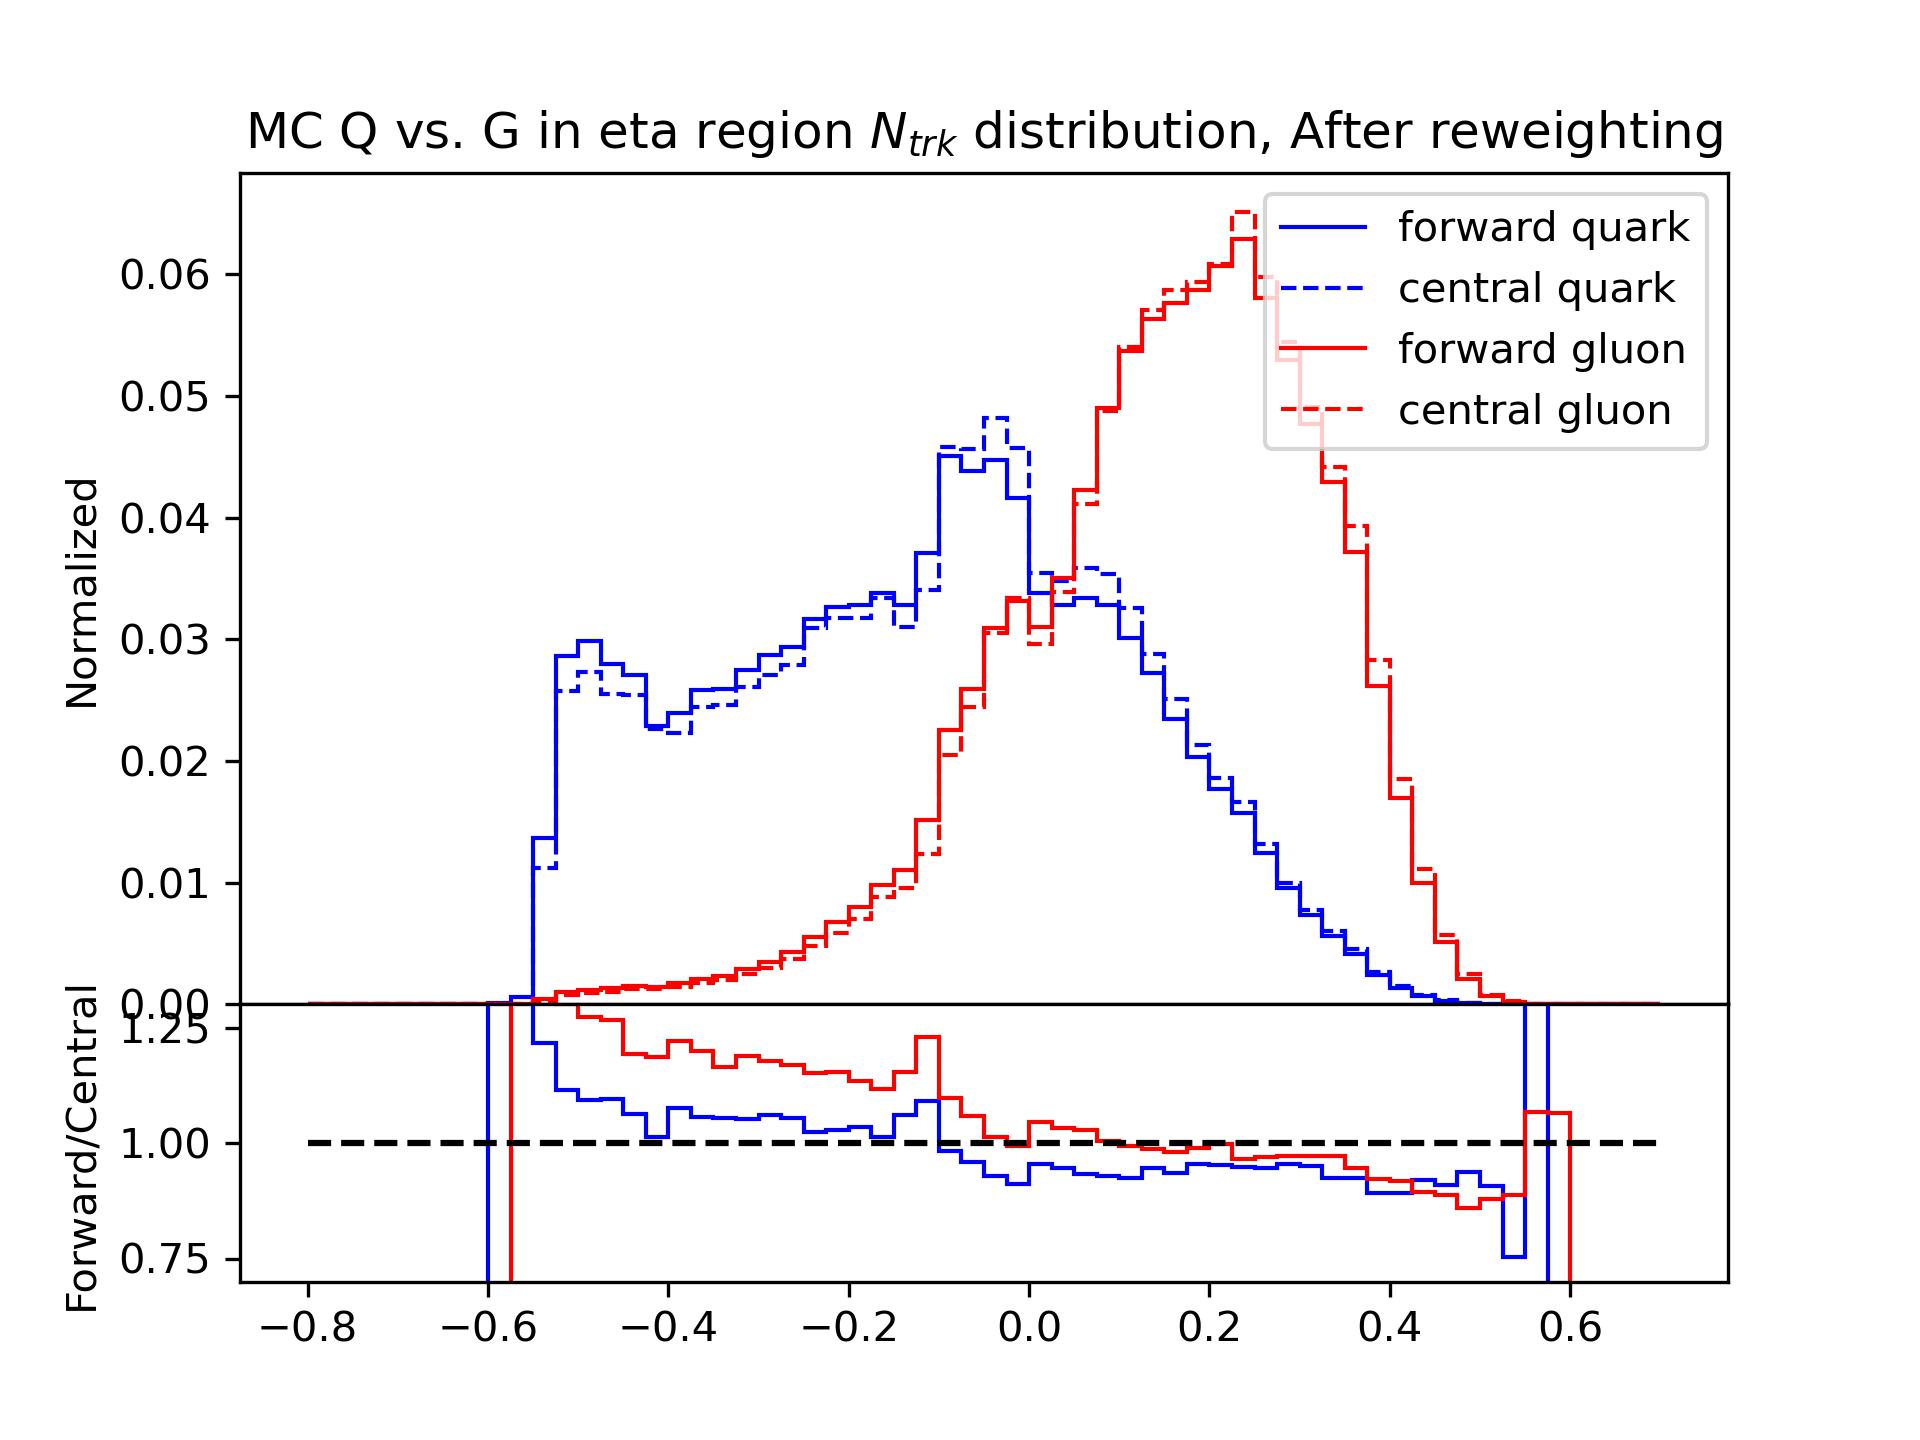 MC Q vs. G in eta region N_trk distribution, After reweighting
forward quark
central quark
forward gluon
central gluon
Normalized
0.06
0.05
0.04
0.03
0.02
0.01
0.00
Forward/Central
1.25
1.00
0.75
−0.8 −0.6 −0.4 −0.2 0.0 0.2 0.4 0.6